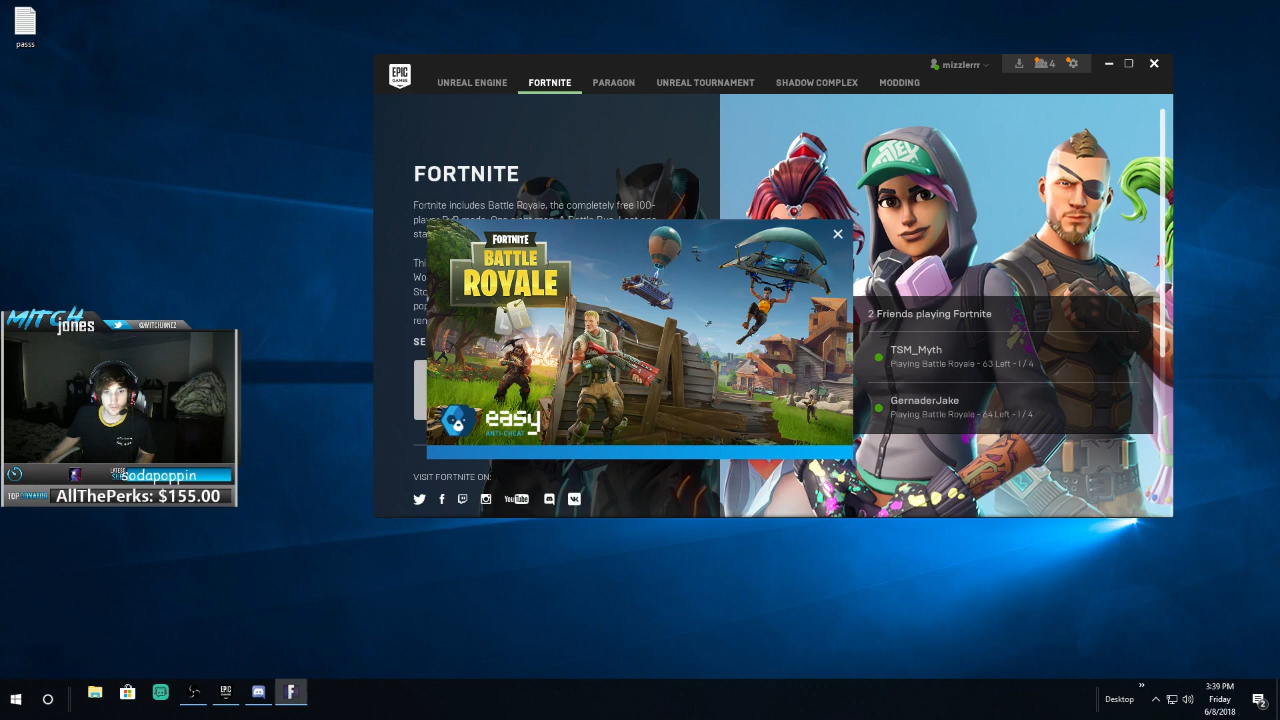 passs
EPIC
GAMES
mizzlerrr
4
UNREAL ENGINE
FORTNITE
PARAGON
UNREAL TOURNAMENT
SHADOW COMPLEX
MODDING
FORTNITE
Fortnite includes Battle Royale, the completely free 100-
FORTNITE
BATTLE
ROYALE
easy
ANTI-CHEAT
2 Friends playing Fortnite
TSM_Myth
Playing Battle Royale - 63 Left - 1 / 4
GernaderJake
Playing Battle Royale - 64 Left - 1 / 4
VISIT FORTNITE ON:
YouTube
MITCH
jones
@MITCHJONEZ
sodapoppin
AllThePerks: $155.00
EPIC
F
Desktop
3:39 PM
Friday
6/8/2018
2